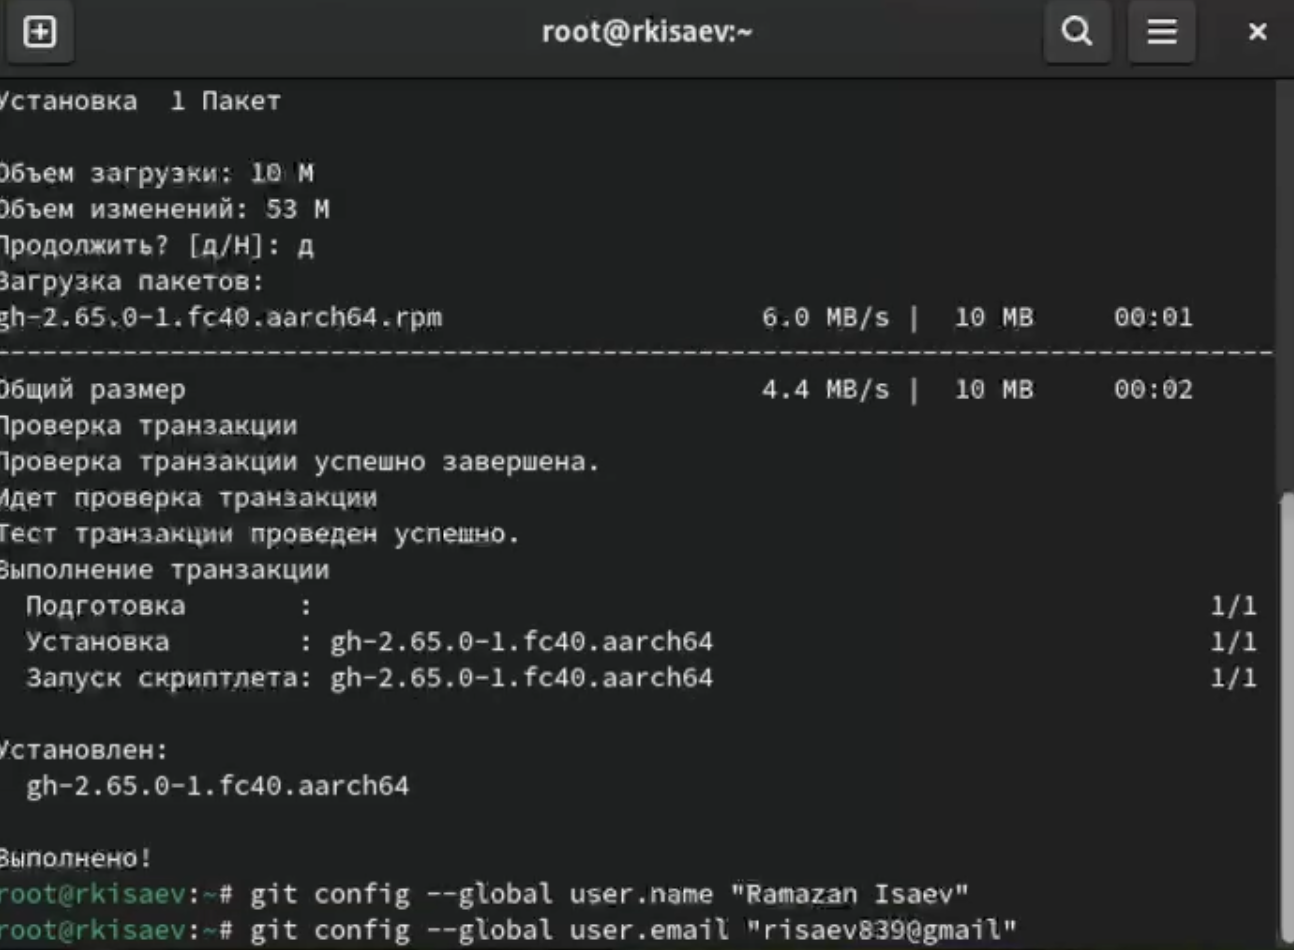 root@rkisaev:~
Установка 1 Пакет
Объем загрузки: 10 M
Объем изменений: 53 M
Продолжить? [д/Н]: д
Загрузка пакетов:
gh-2.65.0-1.fc40.aarch64.rpm 6.0 MB/s | 10 MB 00:01
--------------------------------------------------------------------------------
Общий размер 4.4 MB/s | 10 MB 00:02
Проверка транзакции
Проверка транзакции успешно завершена.
Идет проверка транзакции
Тест транзакции проведен успешно.
Выполнение транзакции
Подготовка : 1/1
Установка : gh-2.65.0-1.fc40.aarch64 1/1
Запуск скриптлета: gh-2.65.0-1.fc40.aarch64 1/1
Установлен:
gh-2.65.0-1.fc40.aarch64
Выполнено!
root@rkisaev:~# git config --global user.name "Ramazan Isaev"
root@rkisaev:~# git config --global user.email "risaev839@gmail"